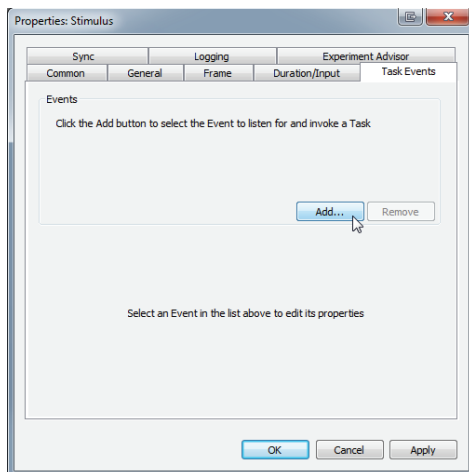 Properties: Stimulus
Sync Logging Experiment Advisor
Common General Frame Duration/Input Task Events
Events
Click the Add button to select the Event to listen for and invoke a Task
Add... Remove
Select an Event in the list above to edit its properties
OK Cancel Apply